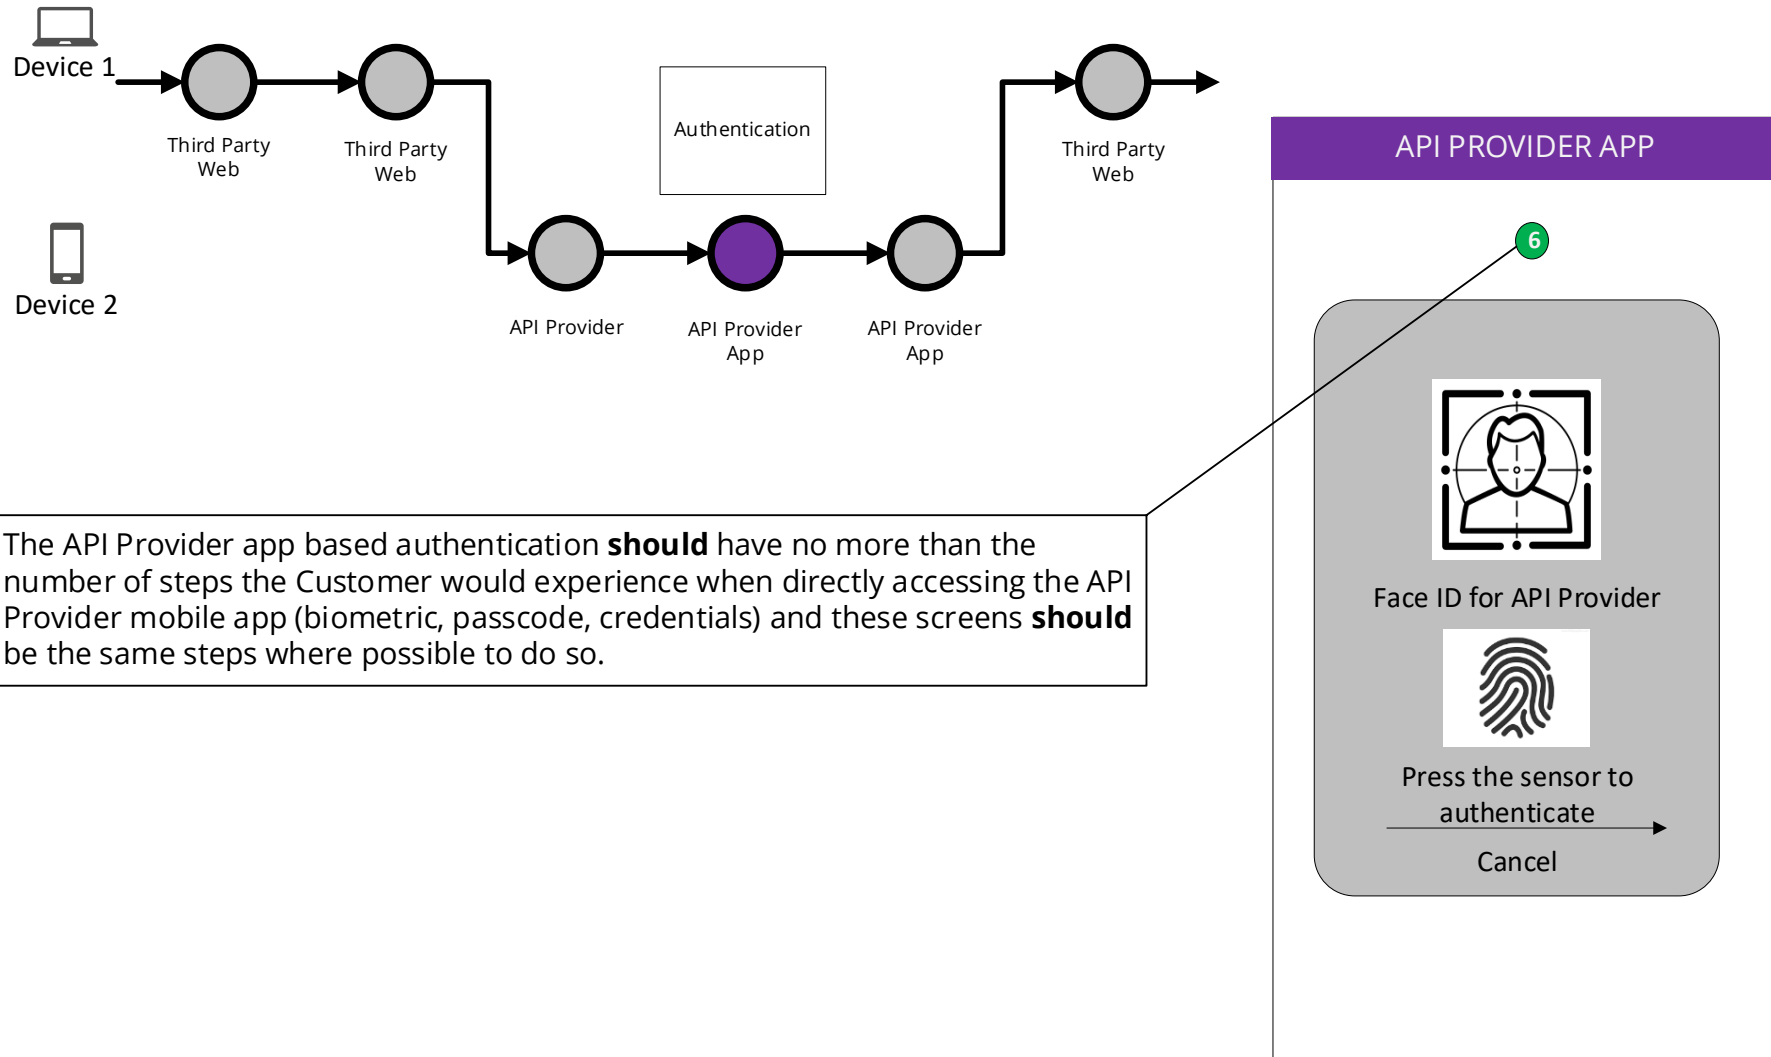 Device 1
Third Party
Web
Third Party
Web
Authentication
Third Party
Web
Device 2
API Provider
API Provider
App
API Provider
App
API PROVIDER APP
6
The API Provider app based authentication should have no more than the
number of steps the Customer would experience when directly accessing the API
Provider mobile app (biometric, passcode, credentials) and these screens should
be the same steps where possible to do so.
Face ID for API Provider
Press the sensor to
authenticate
Cancel